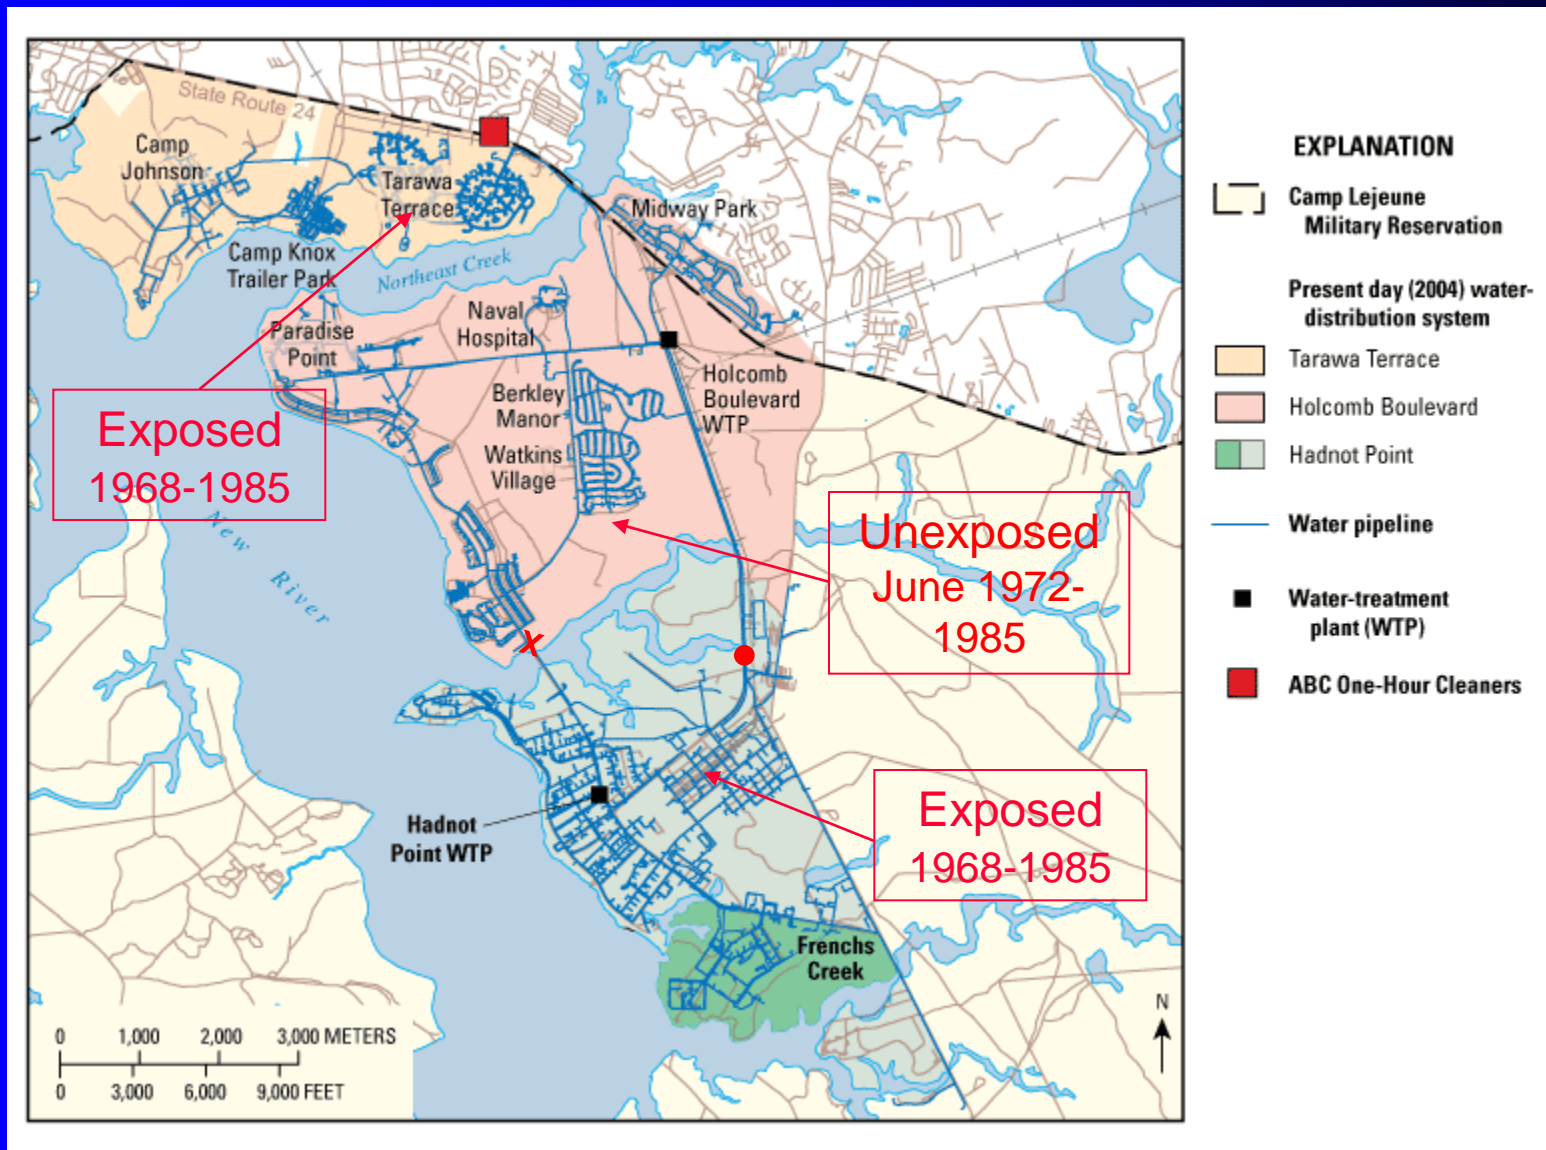 State Route 24
Camp
Johnson
Tarawa
Terrace
Midway Park
Camp Knox
Trailer Park
Northeast Creek
Naval
Hospital
Paradise
Point
Holcomb
Boulevard
WTP
Berkley
Manor
Watkins
Village
Exposed
1968-1985
New
River
Unexposed
June 1972-
1985
X
Hadnot
Point WTP
Exposed
1968-1985
Frenchs
Creek
N
0 1,000 2,000 3,000 METERS
0 3,000 6,000 9,000 FEET
EXPLANATION
Camp Lejeune
Military Reservation
Present day (2004) water-
distribution system
Tarawa Terrace
Holcomb Boulevard
Hadnot Point
Water pipeline
Water-treatment
plant (WTP)
ABC One-Hour Cleaners